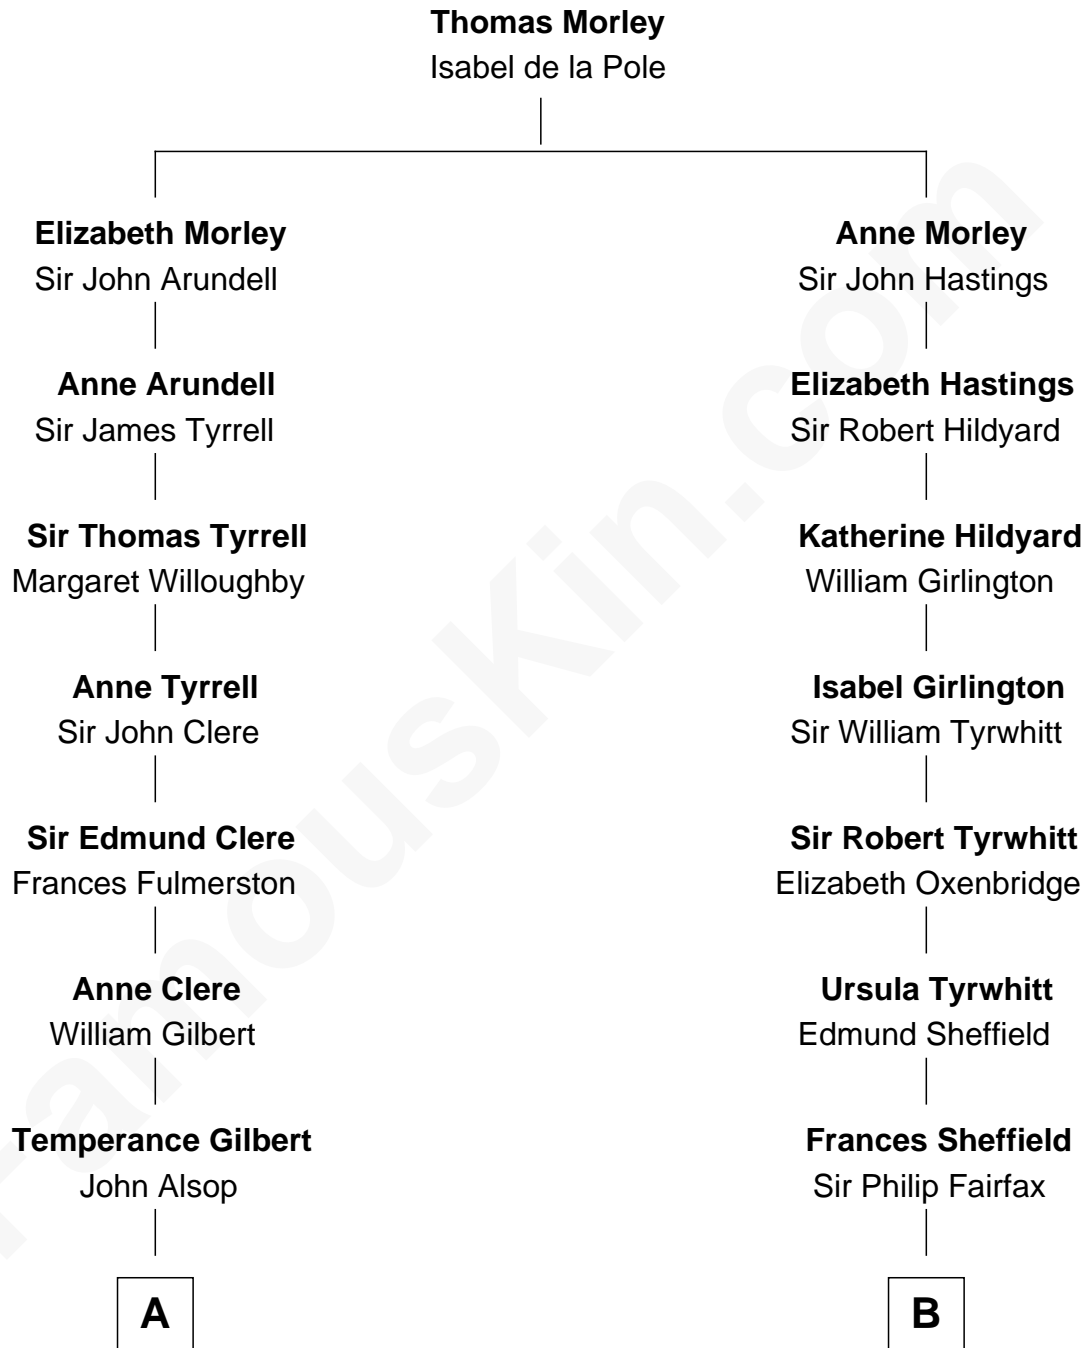 Thomas Morley
Isabel de la Pole
Elizabeth Morley
Sir John Arundell
Anne Morley
Sir John Hastings
Anne Arundell
Sir James Tyrrell
Elizabeth Hastings
Sir Robert Hildyard
Sir Thomas Tyrrell
Margaret Willoughby
Katherine Hildyard
William Girlington
Anne Tyrrell
Sir John Clere
Isabel Girlington
Sir William Tyrwhitt
Sir Edmund Clere
Frances Fulmerston
Sir Robert Tyrwhitt
Elizabeth Oxenbridge
Anne Clere
William Gilbert
Ursula Tyrwhitt
Edmund Sheffield
Temperance Gilbert
John Alsop
Frances Sheffield
Sir Philip Fairfax
A
B
FamousKin.com